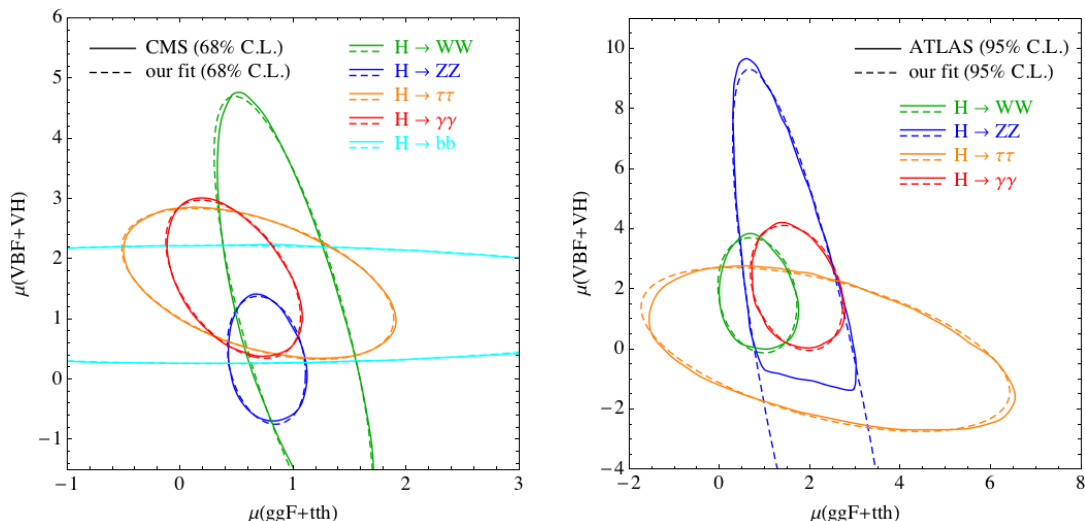 CMS (68% C.L.)
our fit (68% C.L.)
H → WW
H → ZZ
H → ττ
H → γγ
H → bb
μ(VBF+VH)
5
4
3
2
1
0
−1
−1 0 1 2 3
μ(ggF+tth)
ATLAS (95% C.L.)
our fit (95% C.L.)
H → WW
H → ZZ
H → ττ
H → γγ
μ(VBF+VH)
10
8
6
4
2
0
−2
−4
−2 0 2 4 6 8
μ(ggF+tth)